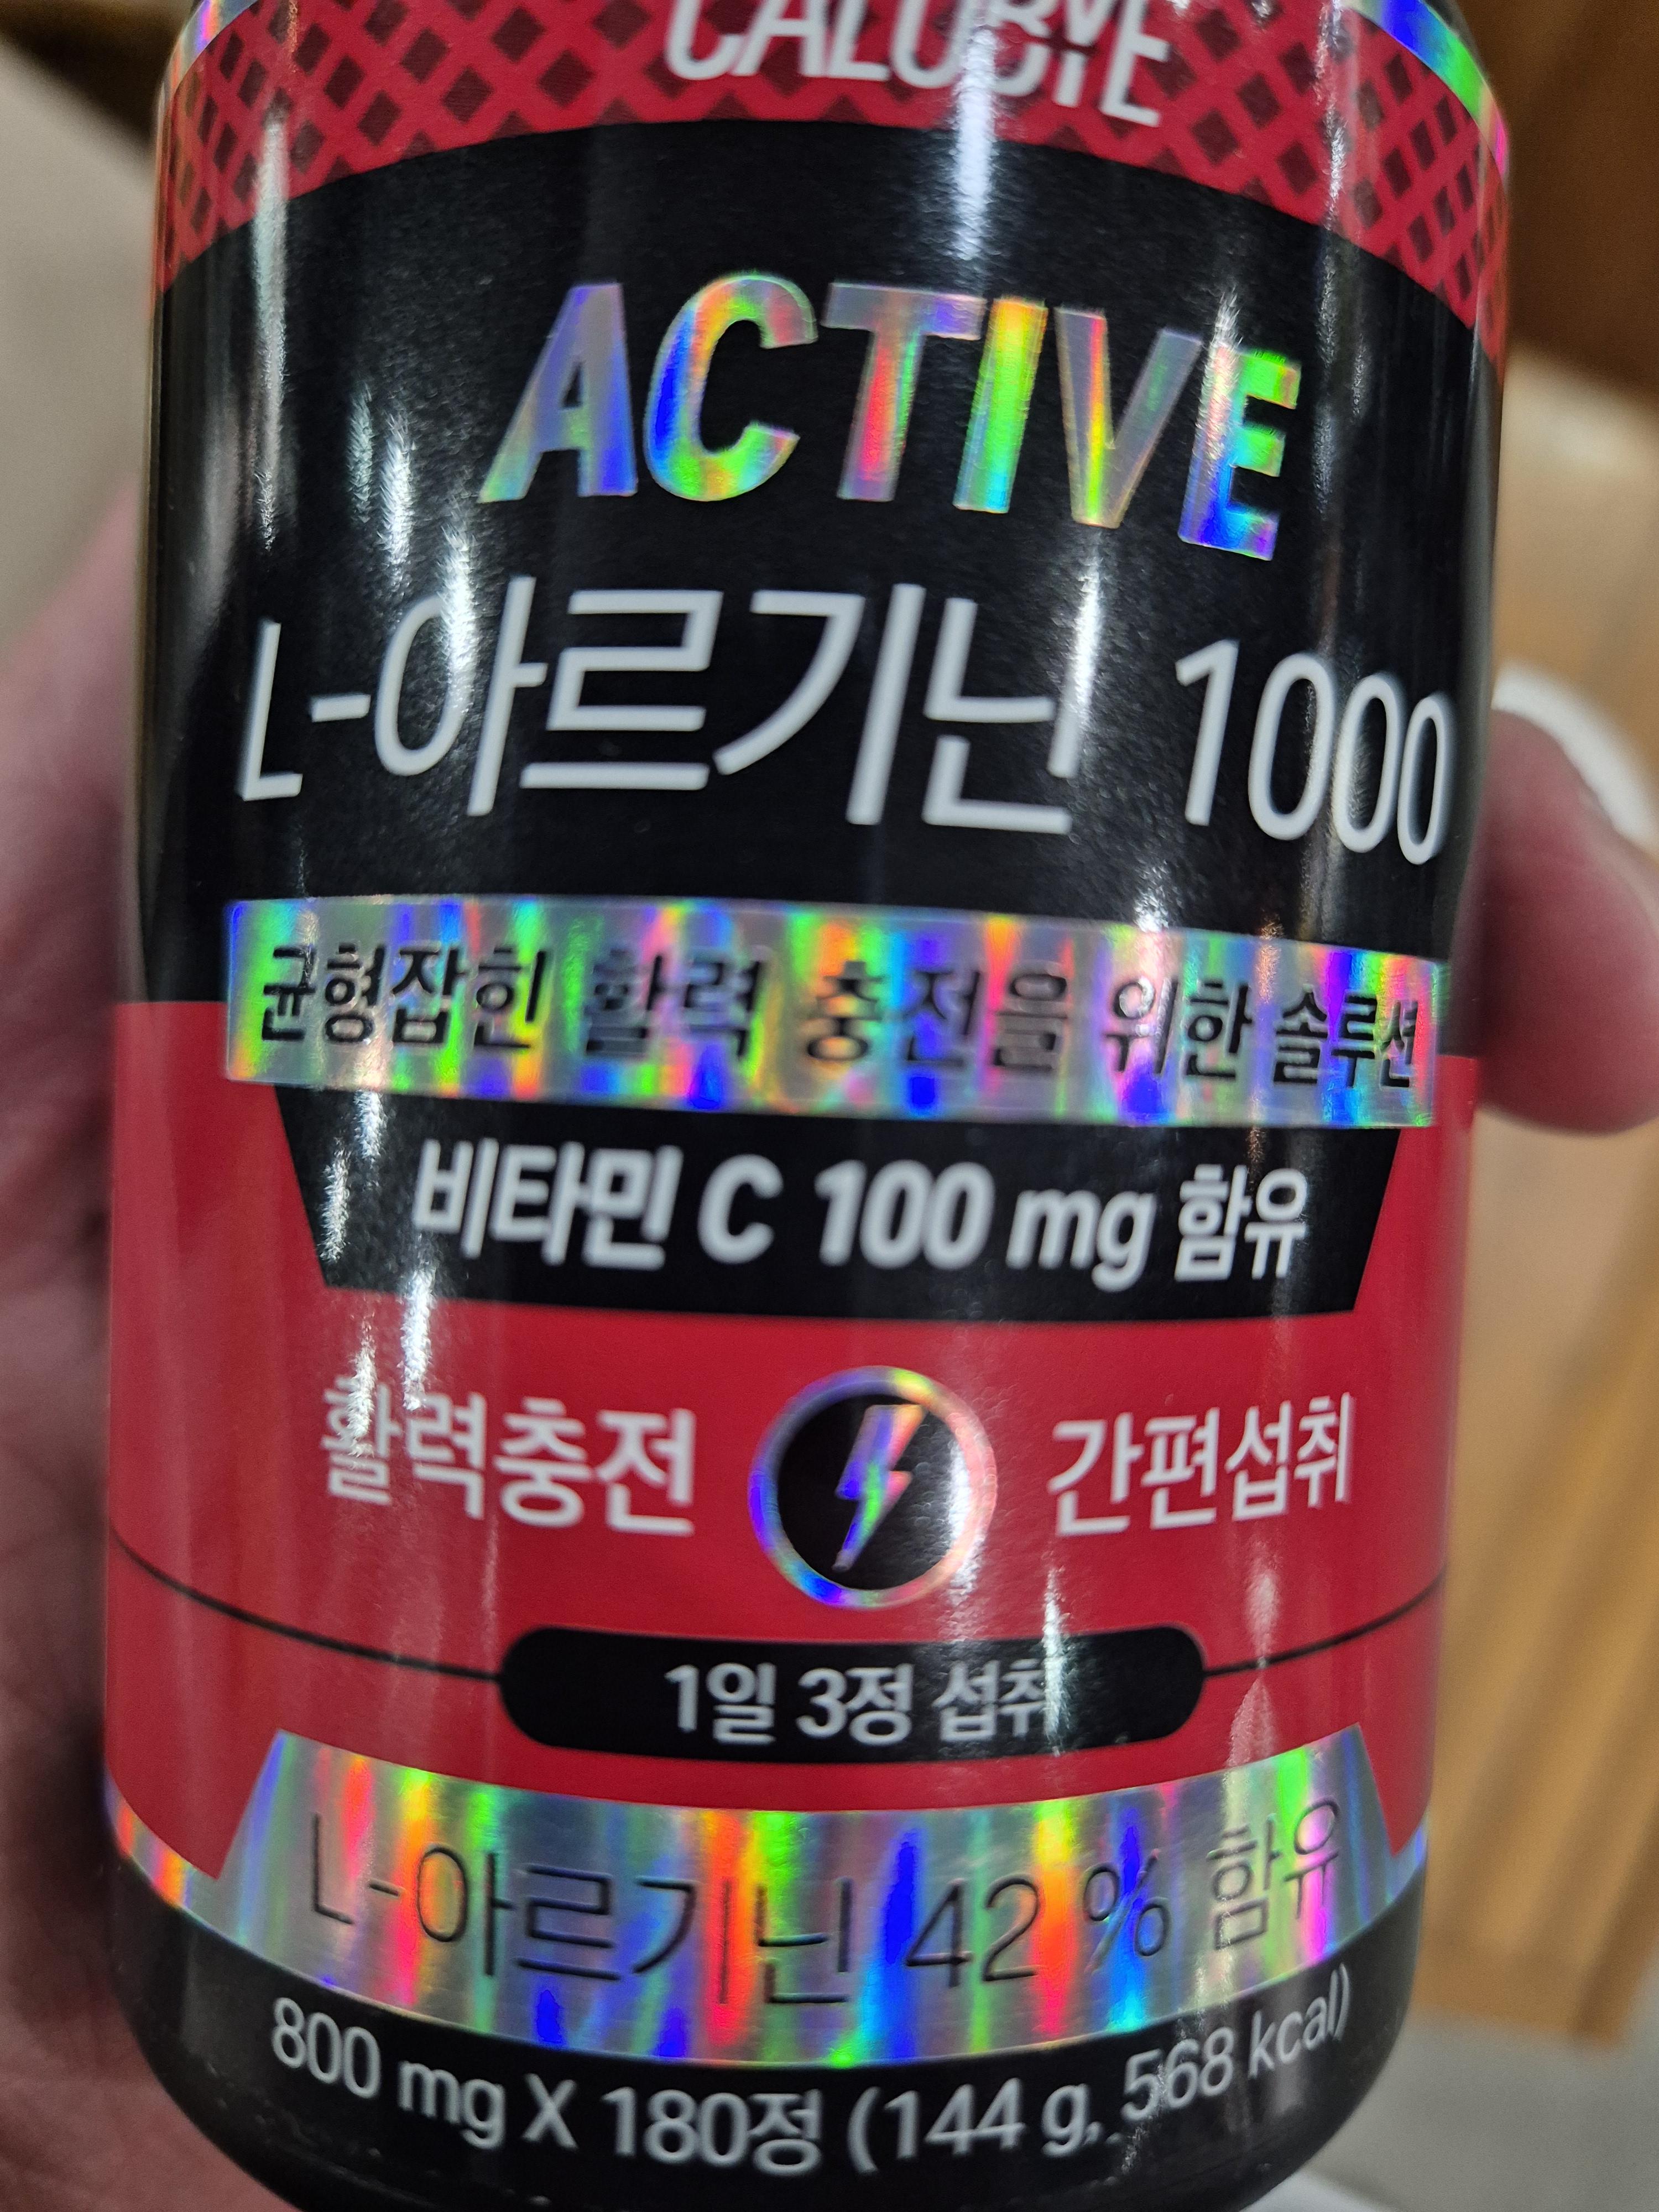 CALOBYE
ACTIVE
L-아르기닌 1000
균형잡힌 활력 충전을 위한 솔루션
비타민 C 100 mg 함유
활력충전 간편섭취
1일 3정 섭취
L-아르기닌 42 % 함유
800 mg X 180정 (144 g, 568 kcal)